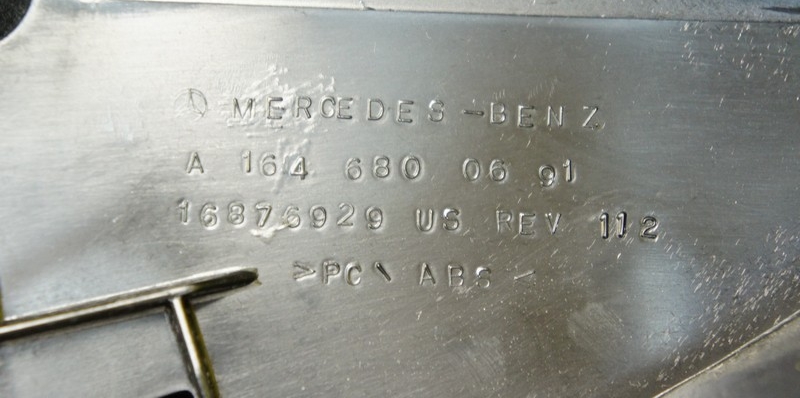 MERCEDES-BENZ
A 164 680 06 91
16876929 US REV 112
>PC\ABS<